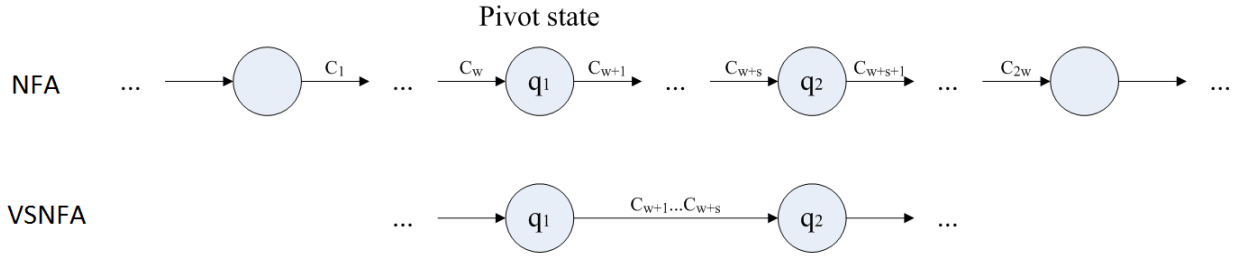 Pivot state
NFA ... C1 ... Cw q1 Cw+1 ... Cw+s q2 Cw+s+1 ... C2w ...
VSNFA ... q1 Cw+1...Cw+s q2 ...